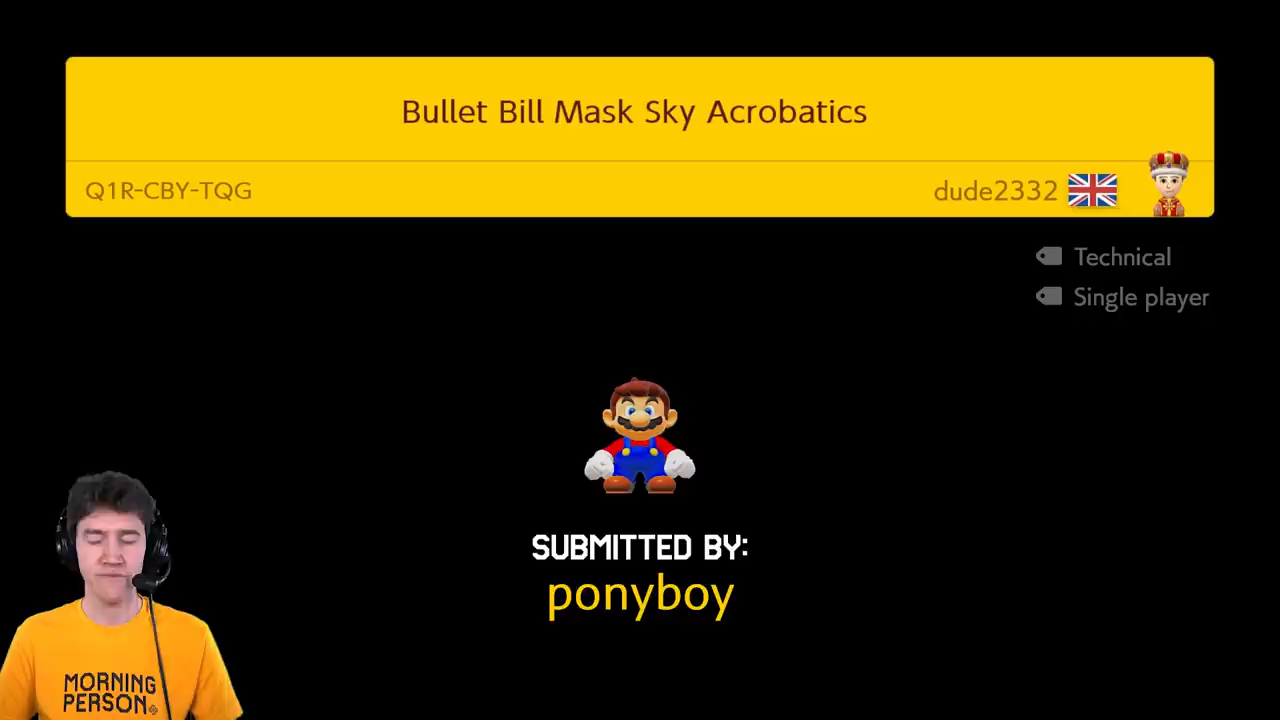 Bullet Bill Mask Sky Acrobatics
Q1R-CBY-TQG
dude2332
Technical
Single player
SUBMITTED BY:
ponyboy
MORNING
PERSON